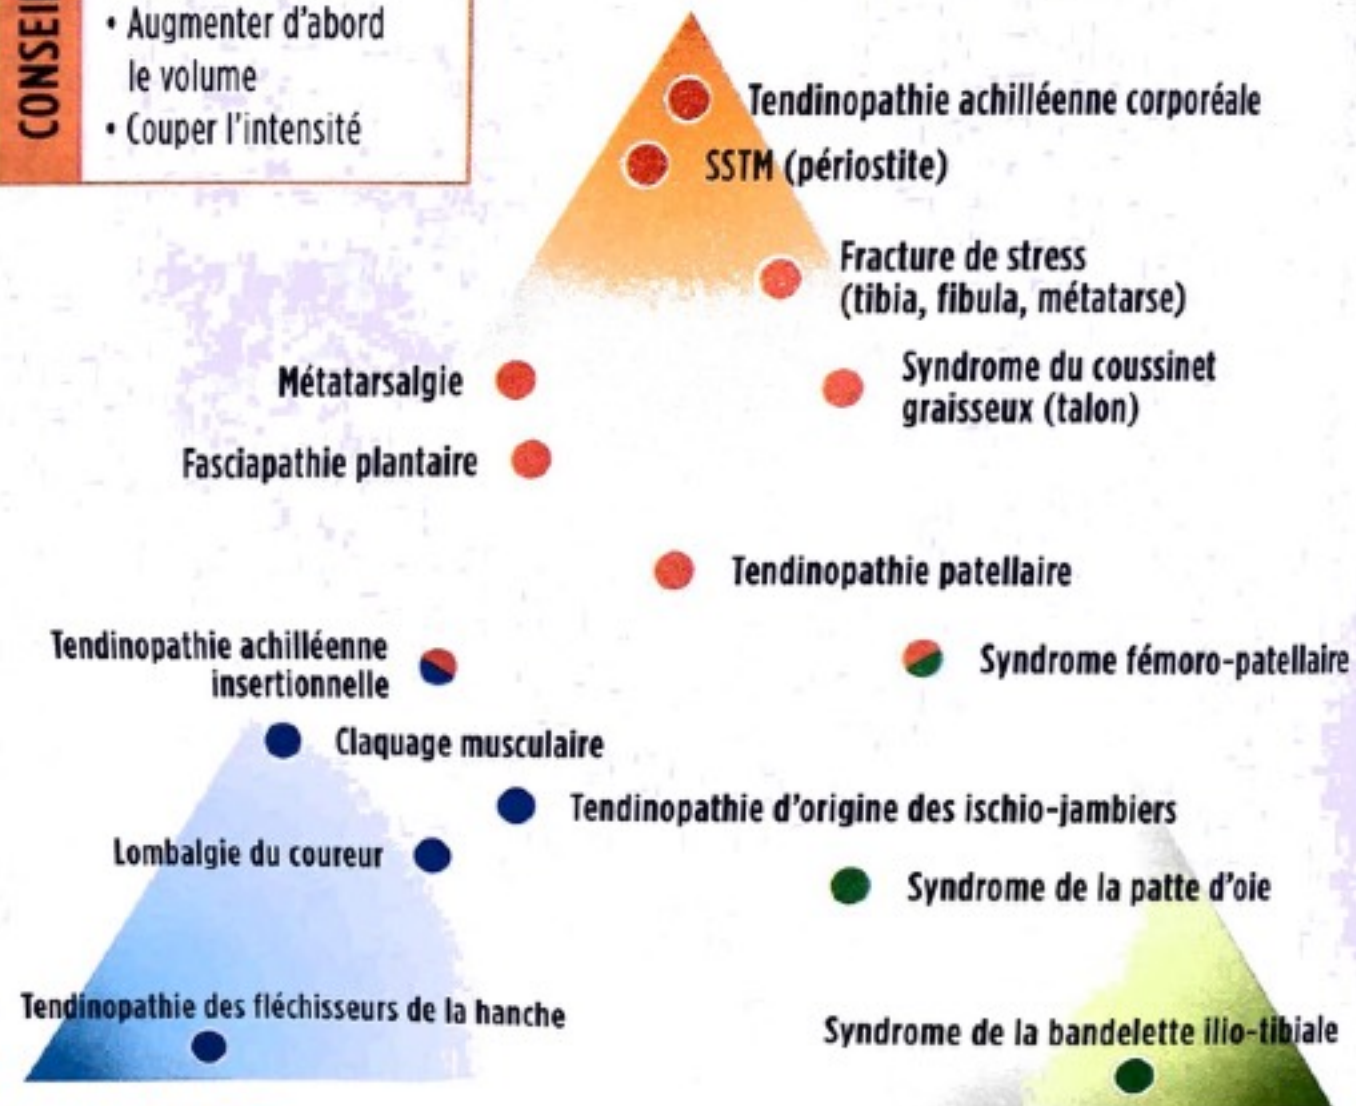 CONSEI
• Augmenter d'abord
le volume
• Couper l'intensité
Tendinopathie achilléenne corporéale
SSTM (périostite)
Fracture de stress
(tibia, fibula, métatarse)
Métatarsalgie
Syndrome du coussinet
graisseux (talon)
Fasciapathie plantaire
Tendinopathie patellaire
Tendinopathie achilléenne
insertionnelle
Syndrome fémoro-patellaire
Claquage musculaire
Tendinopathie d'origine des ischio-jambiers
Lombalgie du coureur
Syndrome de la patte d'oie
Tendinopathie des fléchisseurs de la hanche
Syndrome de la bandelette ilio-tibiale